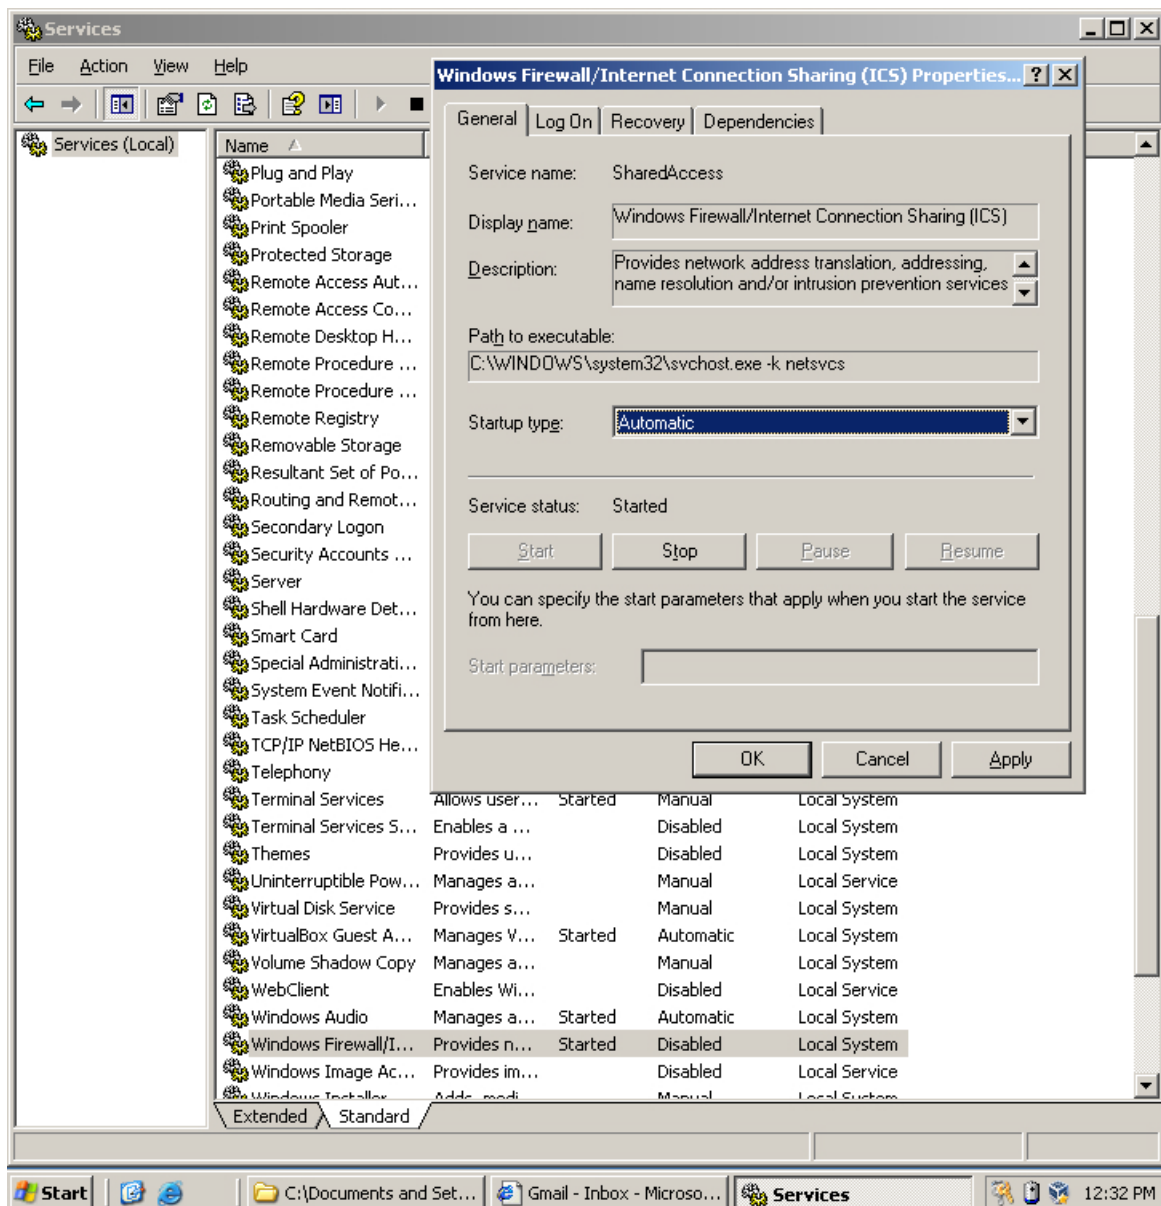 Services
File Action View Help
Services (Local)
Name
Plug and Play
Portable Media Seri...
Print Spooler
Protected Storage
Remote Access Aut...
Remote Access Co...
Remote Desktop H...
Remote Procedure ...
Remote Procedure ...
Remote Registry
Removable Storage
Resultant Set of Po...
Routing and Remot...
Secondary Logon
Security Accounts ...
Server
Shell Hardware Det...
Smart Card
Special Administrati...
System Event Notifi...
Task Scheduler
TCP/IP NetBIOS He...
Telephony
Terminal Services Allows user... Started Manual Local System
Terminal Services S... Enables a ... Disabled Local System
Themes Provides u... Disabled Local System
Uninterruptible Pow... Manages a... Manual Local Service
Virtual Disk Service Provides s... Manual Local System
VirtualBox Guest A... Manages V... Started Automatic Local System
Volume Shadow Copy Manages a... Manual Local System
WebClient Enables Wi... Disabled Local Service
Windows Audio Manages a... Started Automatic Local System
Windows Firewall/I... Provides n... Started Disabled Local System
Windows Image Ac... Provides im... Disabled Local Service
Windows Installer Adds, modi... Manual Local System
Extended Standard
Windows Firewall/Internet Connection Sharing (ICS) Properties...
General Log On Recovery Dependencies
Service name: SharedAccess
Display name: Windows Firewall/Internet Connection Sharing (ICS)
Description: Provides network address translation, addressing,
name resolution and/or intrusion prevention services
Path to executable:
C:\WINDOWS\system32\svchost.exe -k netsvcs
Startup type: Automatic
Service status: Started
Start Stop Pause Resume
You can specify the start parameters that apply when you start the service
from here.
Start parameters:
OK Cancel Apply
Start C:\Documents and Set... Gmail - Inbox - Microso... Services 12:32 PM